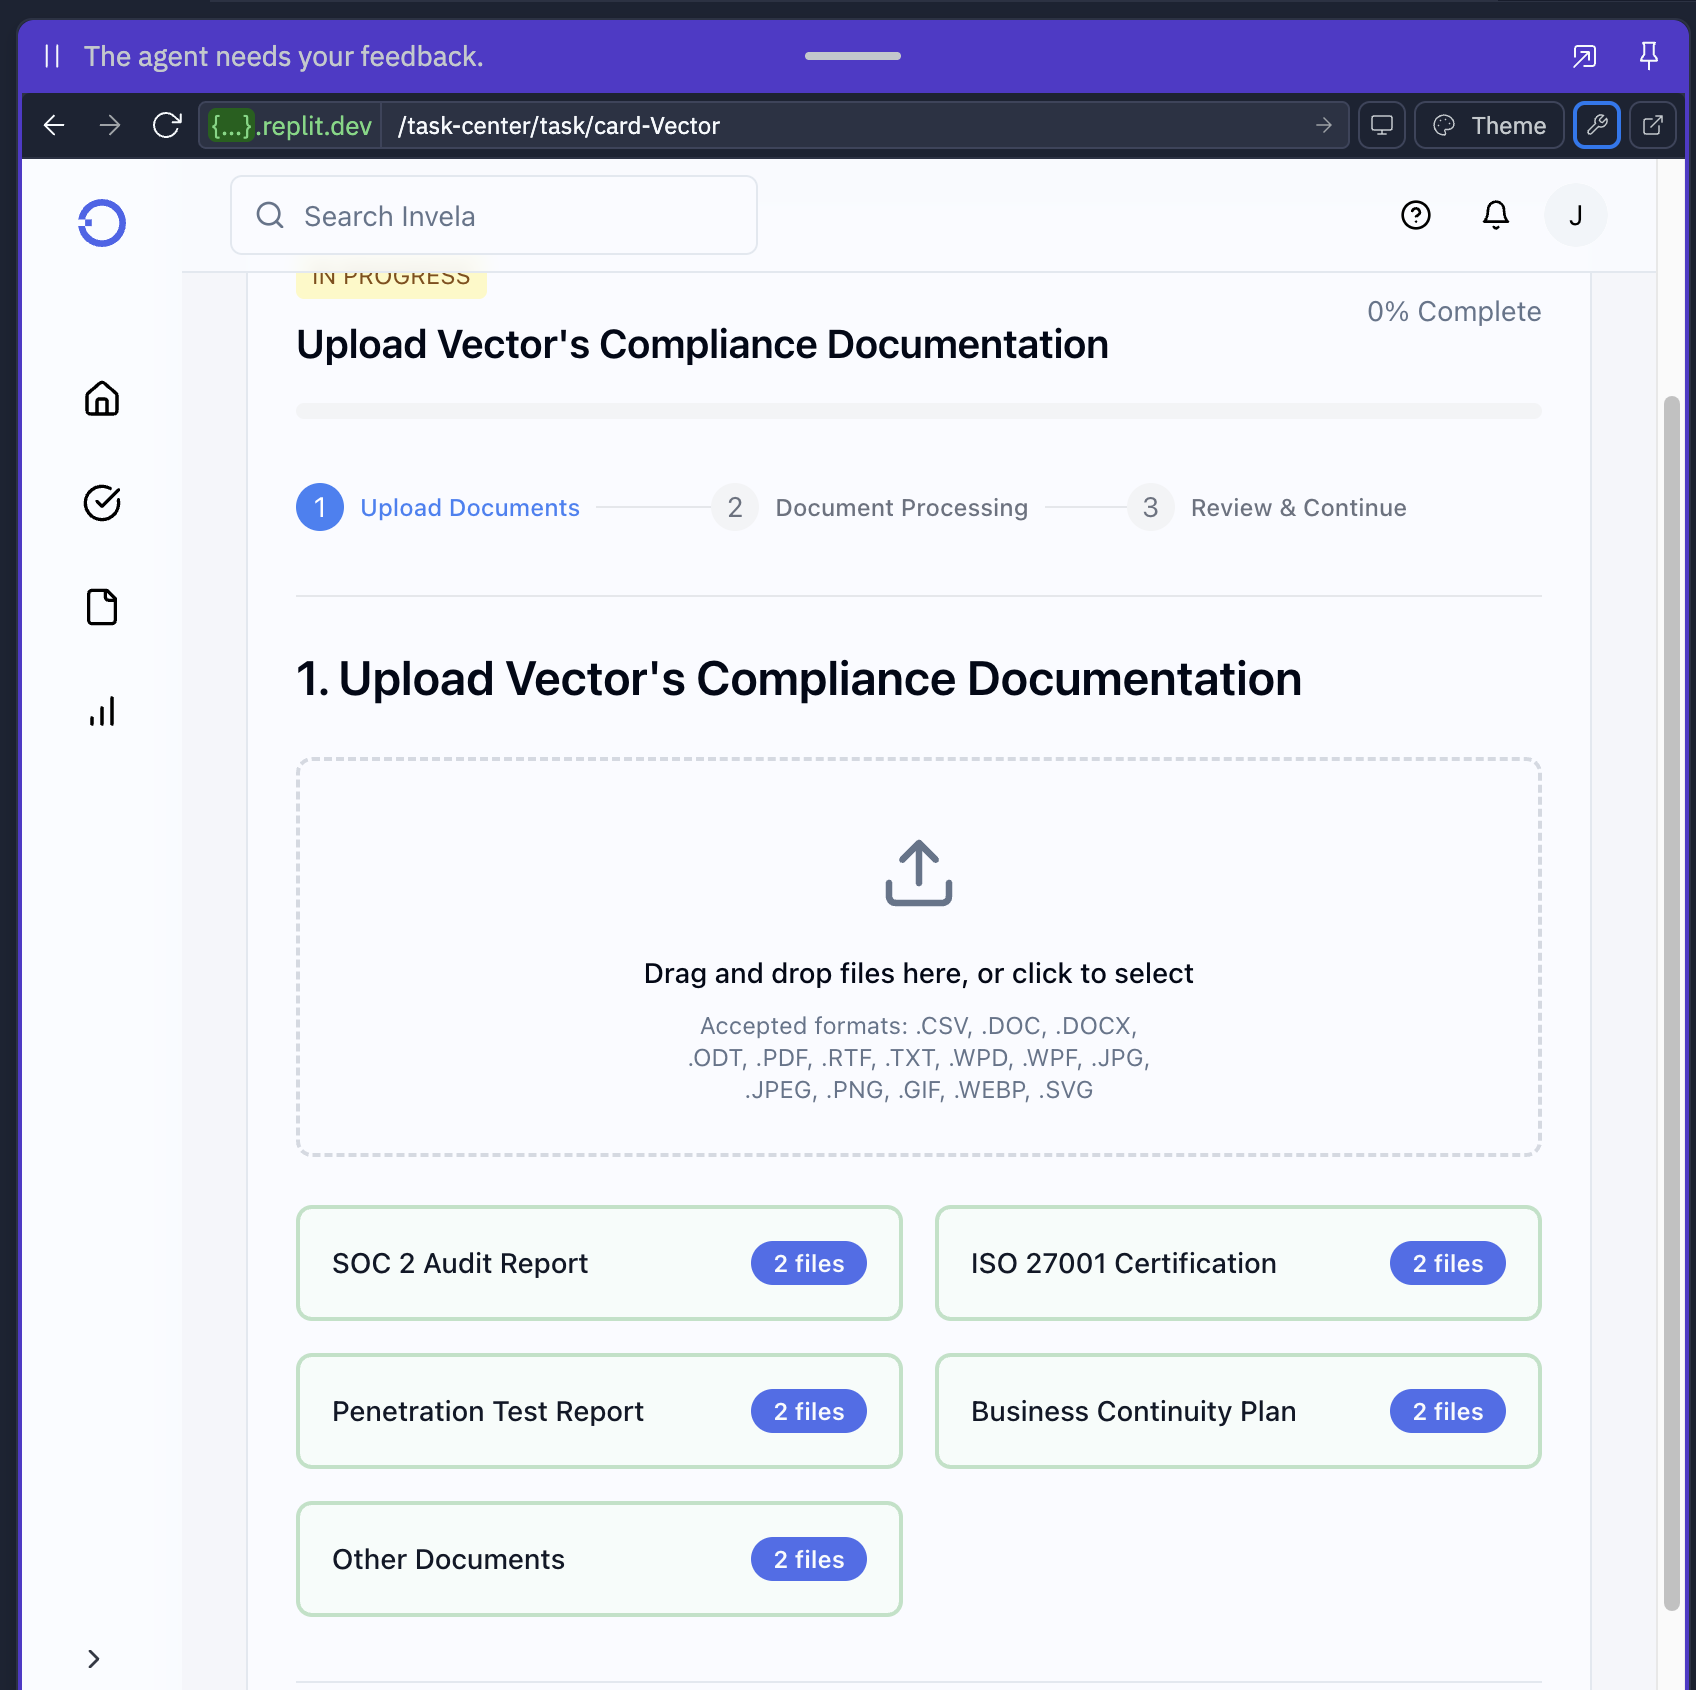 The agent needs your feedback.
{...}.replit.dev /task-center/task/card-Vector Theme
Search Invela
J
IN PROGRESS
0% Complete
Upload Vector's Compliance Documentation
1 Upload Documents 2 Document Processing 3 Review & Continue
1. Upload Vector's Compliance Documentation
Drag and drop files here, or click to select
Accepted formats: .CSV, .DOC, .DOCX,
.ODT, .PDF, .RTF, .TXT, .WPD, .WPF, .JPG,
.JPEG, .PNG, .GIF, .WEBP, .SVG
SOC 2 Audit Report 2 files
ISO 27001 Certification 2 files
Penetration Test Report 2 files
Business Continuity Plan 2 files
Other Documents 2 files